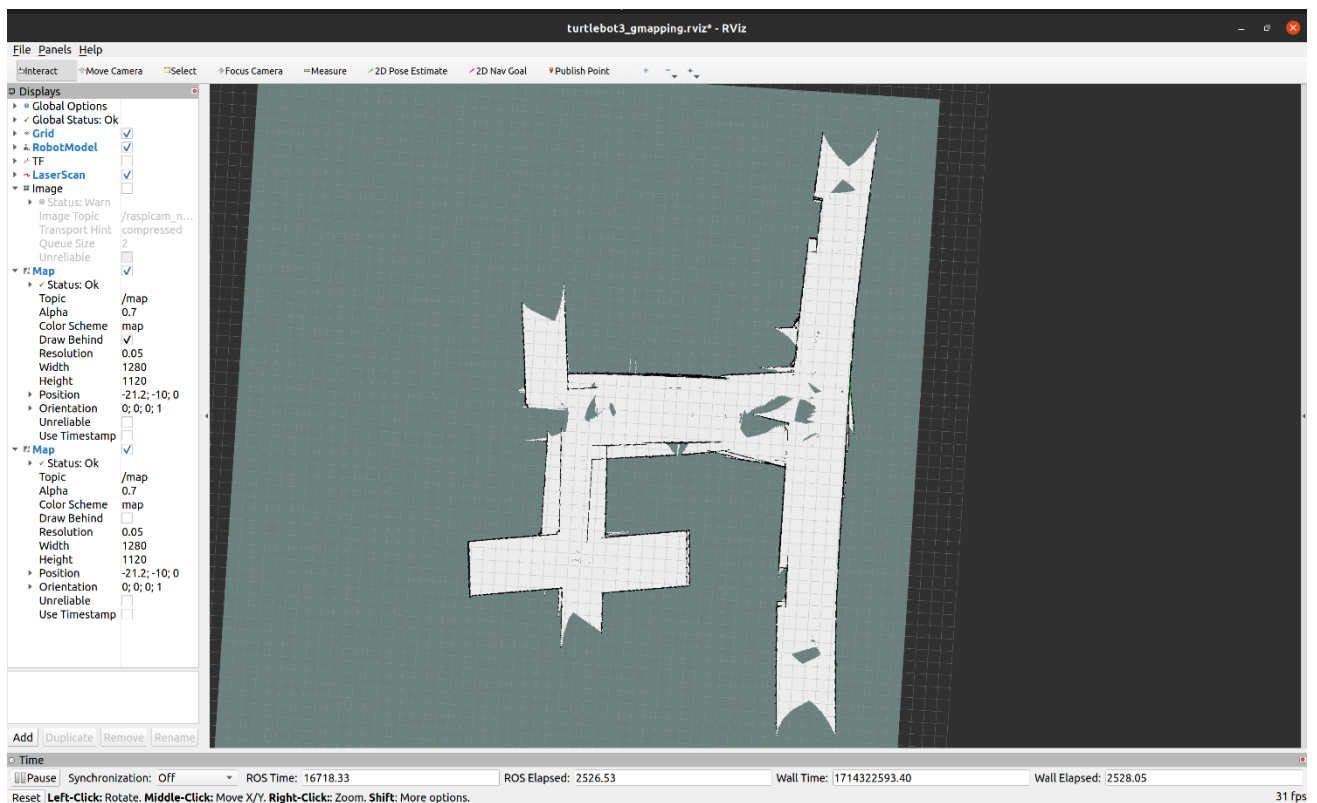 turtlebot3_gmapping.rviz* - RViz
File Panels Help
Interact Move Camera Select Focus Camera Measure 2D Pose Estimate 2D Nav Goal Publish Point
Displays
Global Options
Global Status: Ok
Grid
RobotModel
TF
LaserScan
Image
Status: Warn
Image Topic /raspicam_n...
Transport Hint compressed
Queue Size 2
Unreliable
Map
Status: Ok
Topic /map
Alpha 0.7
Color Scheme map
Draw Behind
Resolution 0.05
Width 1280
Height 1120
Position -21.2; -10; 0
Orientation 0; 0; 0; 1
Unreliable
Use Timestamp
Map
Status: Ok
Topic /map
Alpha 0.7
Color Scheme map
Draw Behind
Resolution 0.05
Width 1280
Height 1120
Position -21.2; -10; 0
Orientation 0; 0; 0; 1
Unreliable
Use Timestamp
Add Duplicate Remove Rename
Time
Pause Synchronization: Off ROS Time: 16718.33 ROS Elapsed: 2526.53 Wall Time: 1714322593.40 Wall Elapsed: 2528.05
Reset Left-Click: Rotate. Middle-Click: Move X/Y. Right-Click:: Zoom. Shift: More options. 31 fps